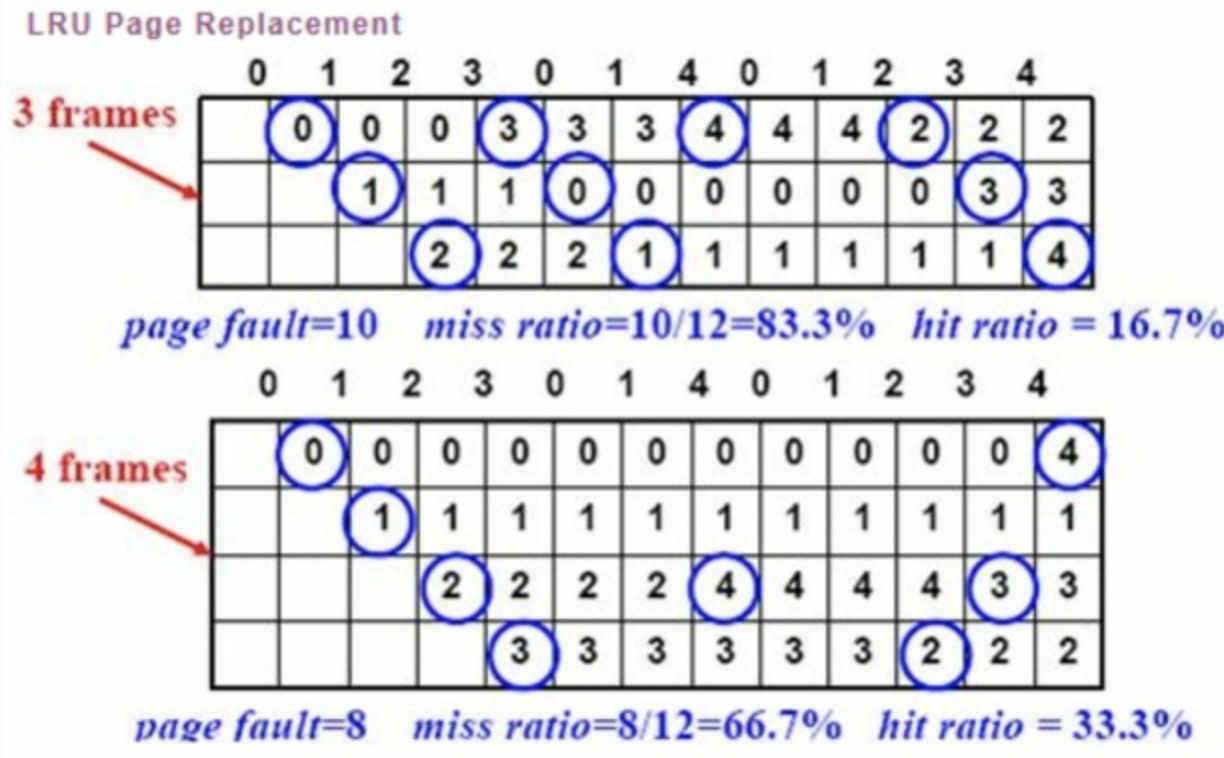 LRU Page Replacement
0 1 2 3 0 1 4 0 1 2 3 4
3 frames
0 0 0 3 3 3 4 4 4 2 2 2
1 1 1 0 0 0 0 0 0 3 3
2 2 2 1 1 1 1 1 1 4
page fault=10 miss ratio=10/12=83.3% hit ratio = 16.7%
0 1 2 3 0 1 4 0 1 2 3 4
4 frames
0 0 0 0 0 0 0 0 0 0 0 4
1 1 1 1 1 1 1 1 1 1 1
2 2 2 2 4 4 4 4 3 3
3 3 3 3 3 3 2 2 2
page fault=8 miss ratio=8/12=66.7% hit ratio = 33.3%